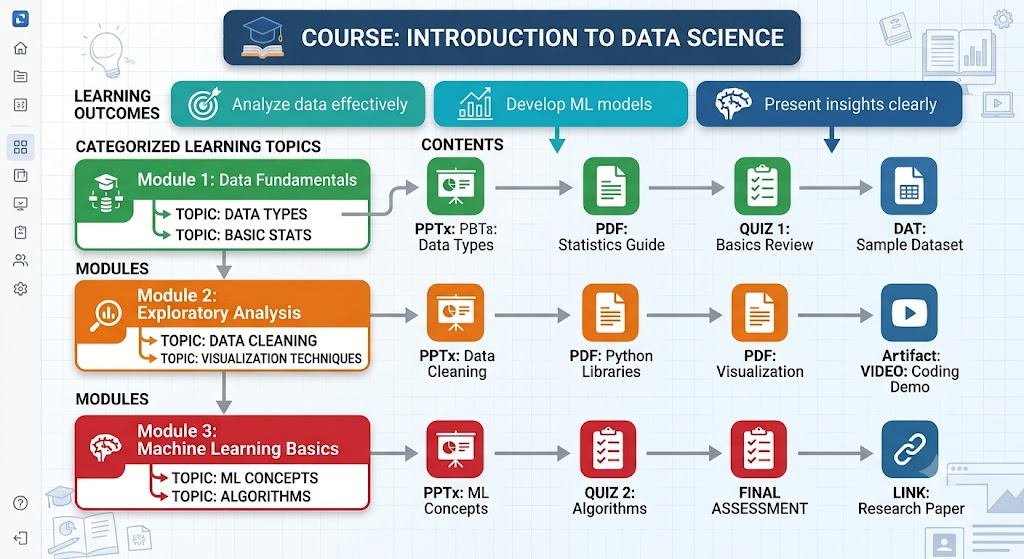 COURSE: INTRODUCTION TO DATA SCIENCE
LEARNING
OUTCOMES
Analyze data effectively
Develop ML models
Present insights clearly
CATEGORIZED LEARNING TOPICS
CONTENTS
Module 1: Data Fundamentals
TOPIC: DATA TYPES
TOPIC: BASIC STATS
PPTx: PBTs:
Data Types
PDF:
Statistics Guide
QUIZ 1:
Basics Review
DAT:
Sample Dataset
MODULES
Module 2:
Exploratory Analysis
TOPIC: DATA CLEANING
TOPIC: VISUALIZATION TECHNIQUES
PPTx: Data
Cleaning
PDF: Python
Libraries
PDF:
Visualization
Artifact:
VIDEO: Coding
Demo
MODULES
Module 3:
Machine Learning Basics
TOPIC: ML CONCEPTS
TOPIC: ALGORITHMS
PPTx: ML
Concepts
QUIZ 2:
Algorithms
FINAL
ASSESSMENT
LINK:
Research Paper